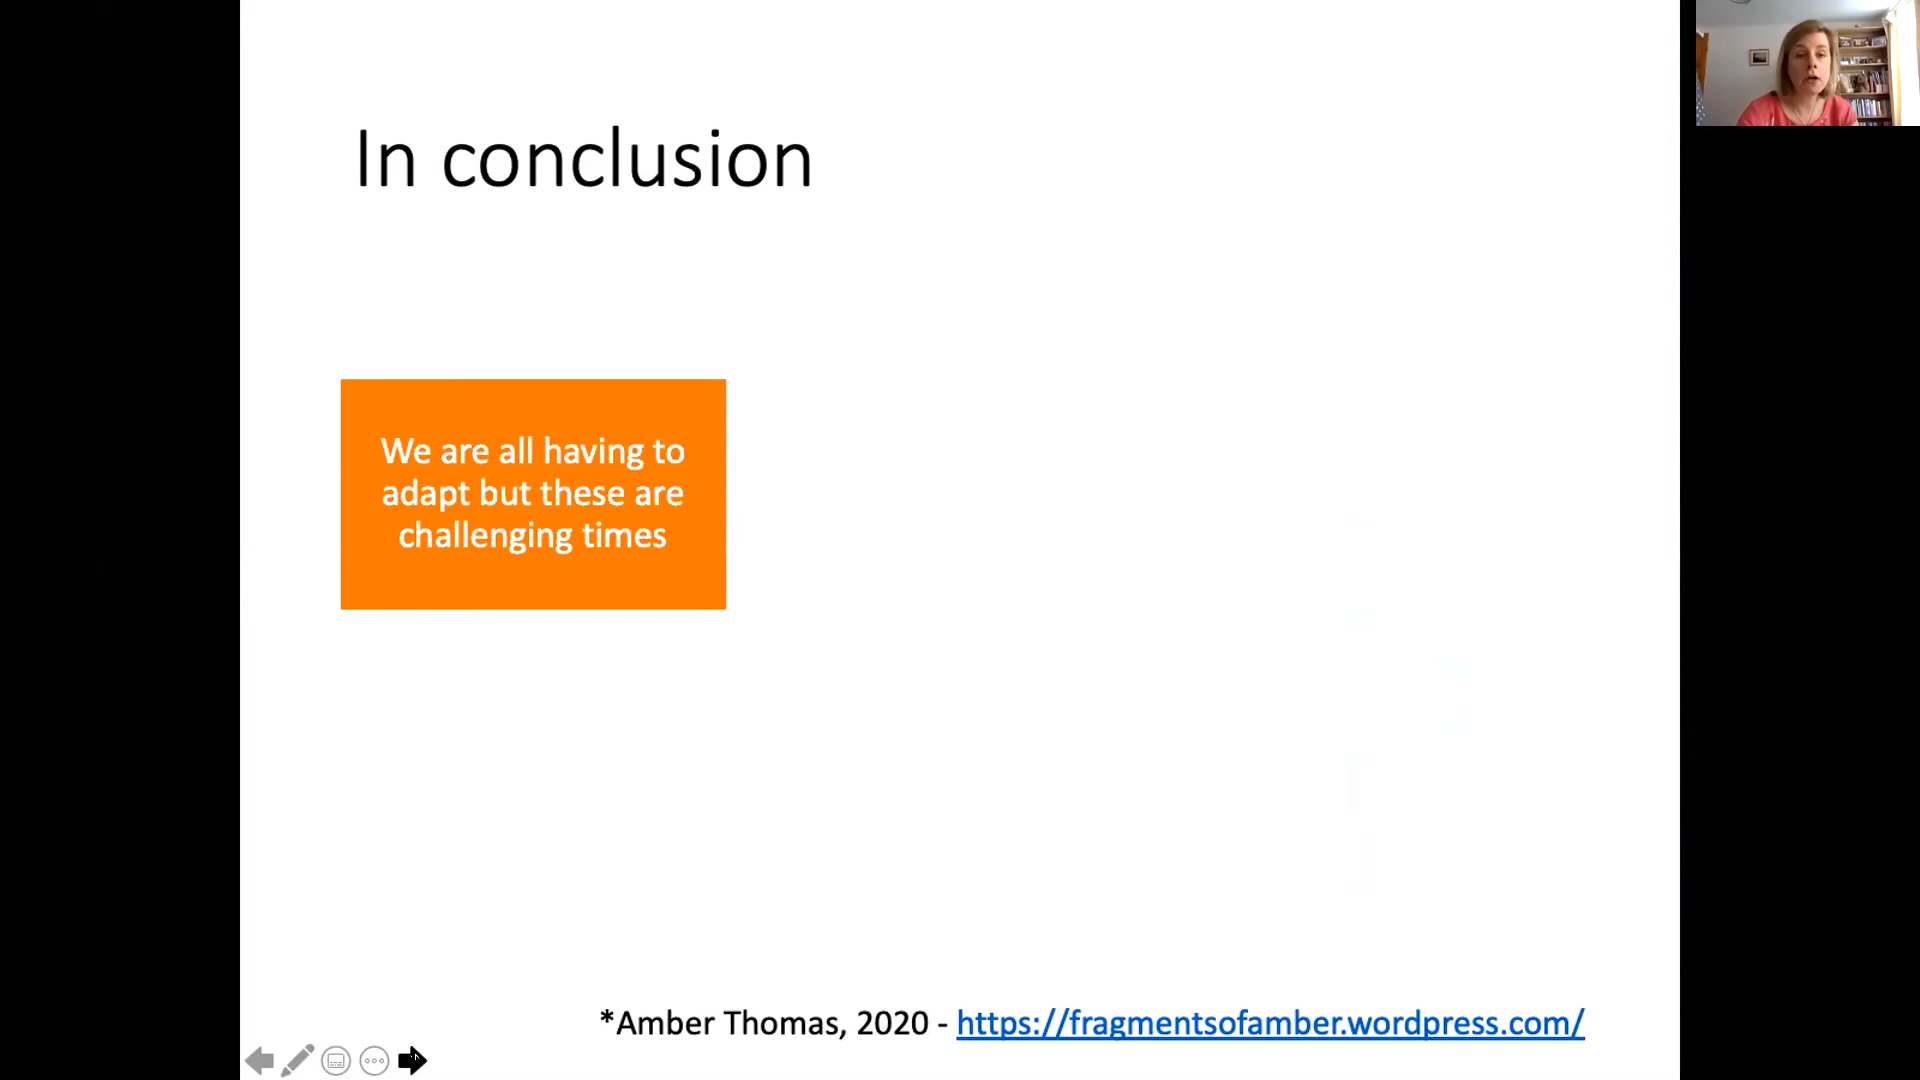 In conclusion
We are all having to
adapt but these are
challenging times
*Amber Thomas, 2020 - https://fragmentsofamber.wordpress.com/